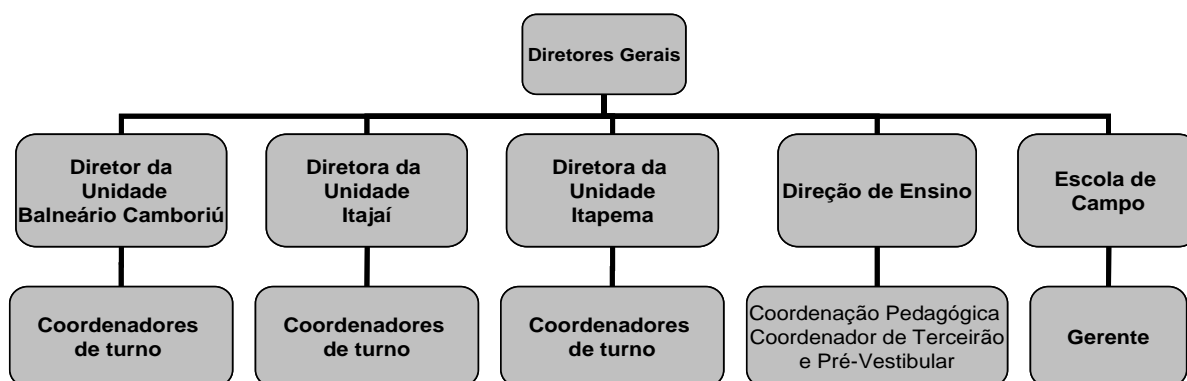 Diretores Gerais
Diretor da
Unidade
Balneário Camboriú
Diretora da
Unidade
Itajaí
Diretora da
Unidade
Itapema
Direção de Ensino
Escola de
Campo
Coordenadores
de turno
Coordenadores
de turno
Coordenadores
de turno
Coordenação Pedagógica
Coordenador de Terceirão
e Pré-Vestibular
Gerente